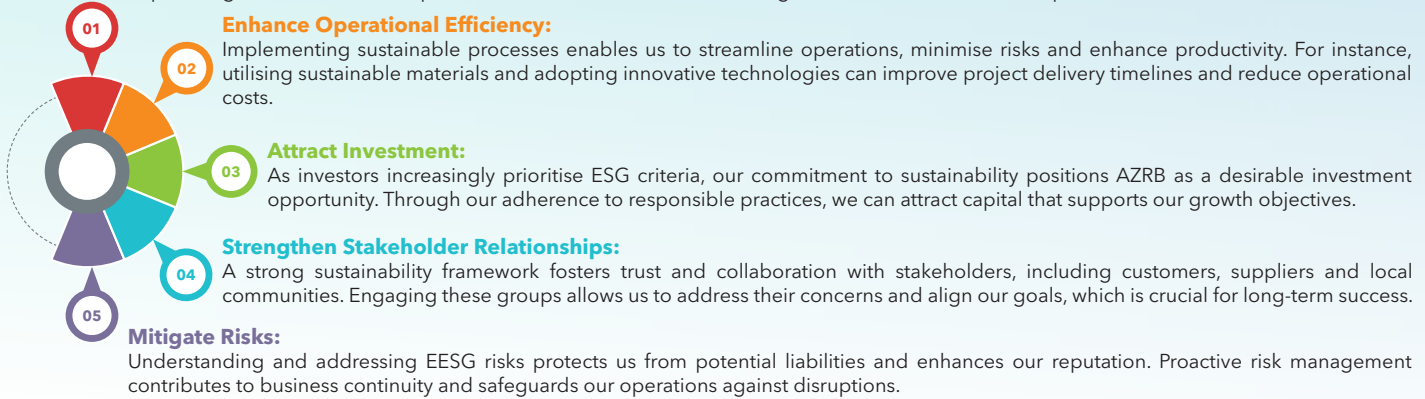 01
Enhance Operational Efficiency:
02
Implementing sustainable processes enables us to streamline operations, minimise risks and enhance productivity. For instance,
utilising sustainable materials and adopting innovative technologies can improve project delivery timelines and reduce operational
costs.
03
Attract Investment:
As investors increasingly prioritise ESG criteria, our commitment to sustainability positions AZRB as a desirable investment
opportunity. Through our adherence to responsible practices, we can attract capital that supports our growth objectives.
04
Strengthen Stakeholder Relationships:
A strong sustainability framework fosters trust and collaboration with stakeholders, including customers, suppliers and local
communities. Engaging these groups allows us to address their concerns and align our goals, which is crucial for long-term success.
05
Mitigate Risks:
Understanding and addressing EESG risks protects us from potential liabilities and enhances our reputation. Proactive risk management
contributes to business continuity and safeguards our operations against disruptions.